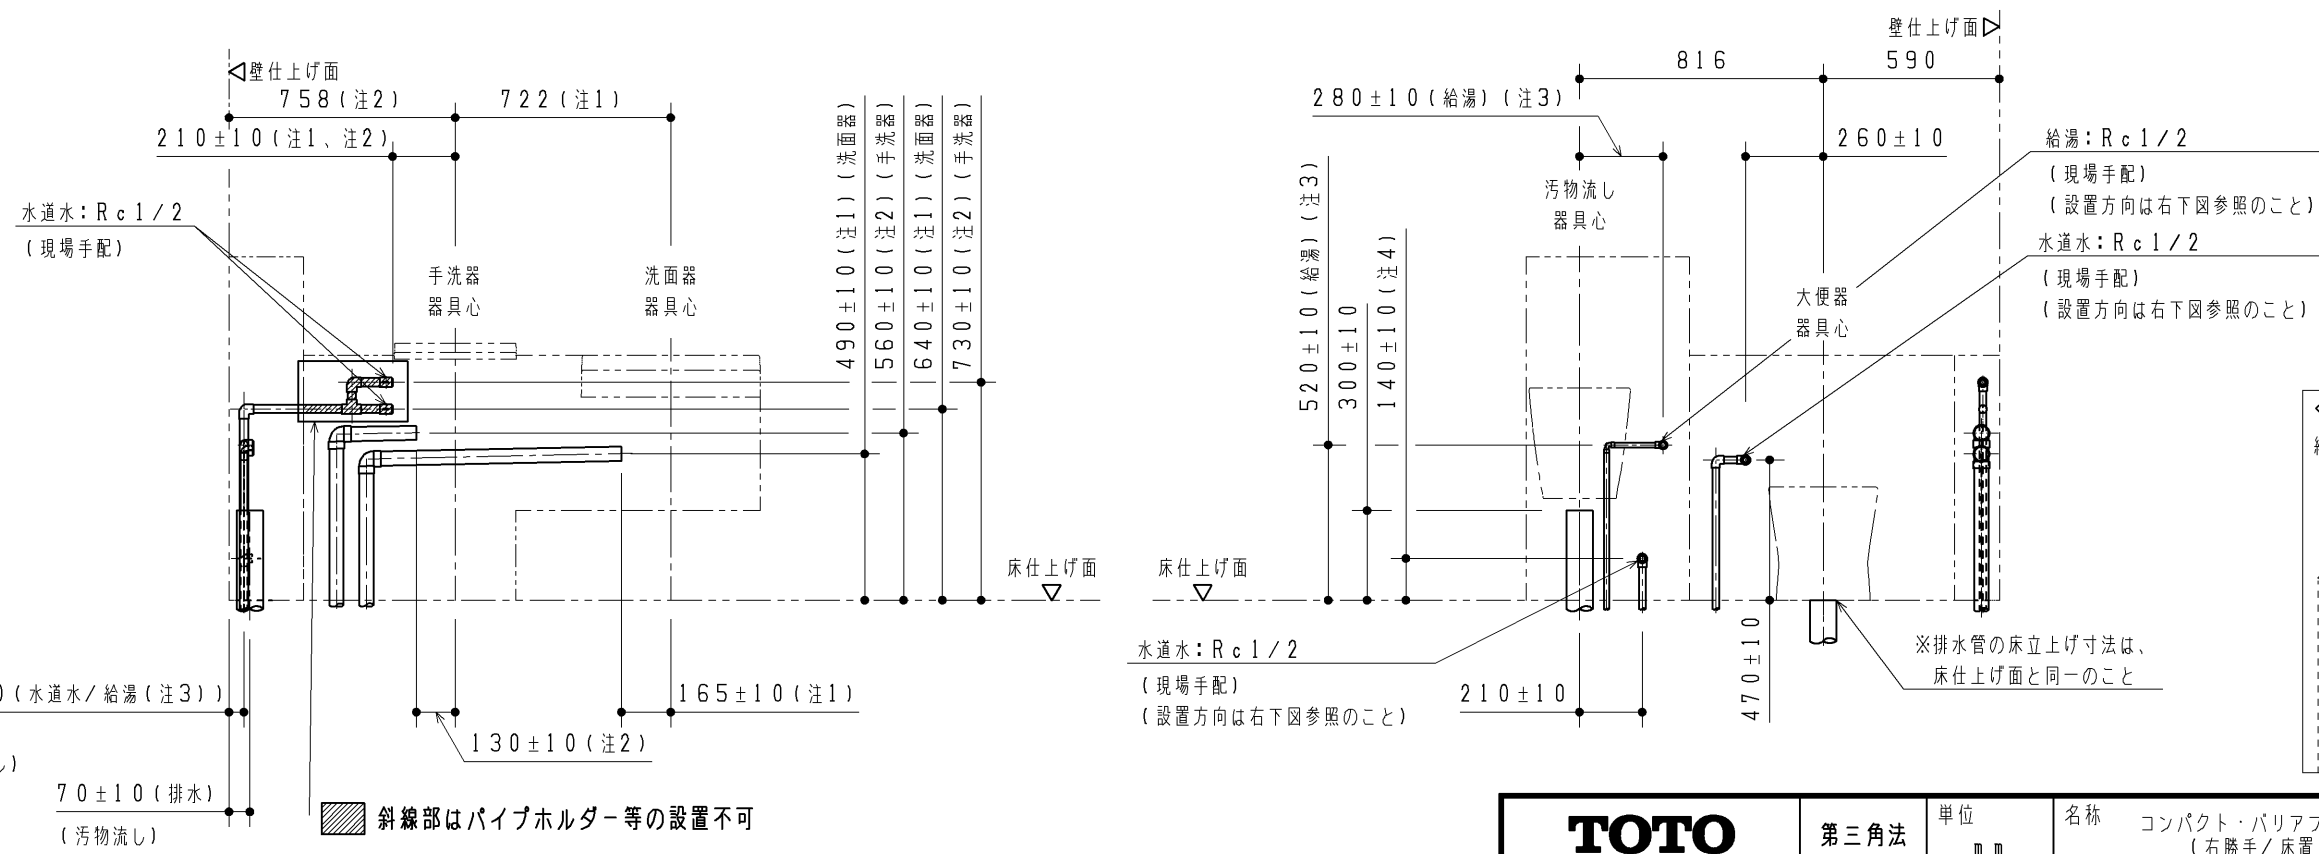 壁仕上げ面
758(注2)
722(注1)
210±10(注1、注2)
水道水:Rc1/2
(現場手配)
手洗器
器具心
洗面器
器具心
490±10(注1)(洗面器)
560±10(注2)(手洗器)
640±10(注1)(洗面器)
730±10(注2)(手洗器)
床仕上げ面
(水道水/給湯(注3))
165±10(注1)
130±10(注2)
70±10(排水)
(汚物流し)
斜線部はパイプホルダー等の設置不可
壁仕上げ面
816
590
280±10(給湯)(注3)
260±10
汚物流し
器具心
給湯:Rc1/2
(現場手配)
(設置方向は右下図参照のこと)
水道水:Rc1/2
(現場手配)
(設置方向は右下図参照のこと)
大便器
器具心
520±10(給湯)(注3)
300±10
140±10(注4)
床仕上げ面
水道水:Rc1/2
(現場手配)
(設置方向は右下図参照のこと)
210±10
470±10
※排水管の床立上げ寸法は、
床仕上げ面と同一のこと
TOTO
第三角法
単位
mm
名称
コンパクト・バリアフ
(右勝手/床置